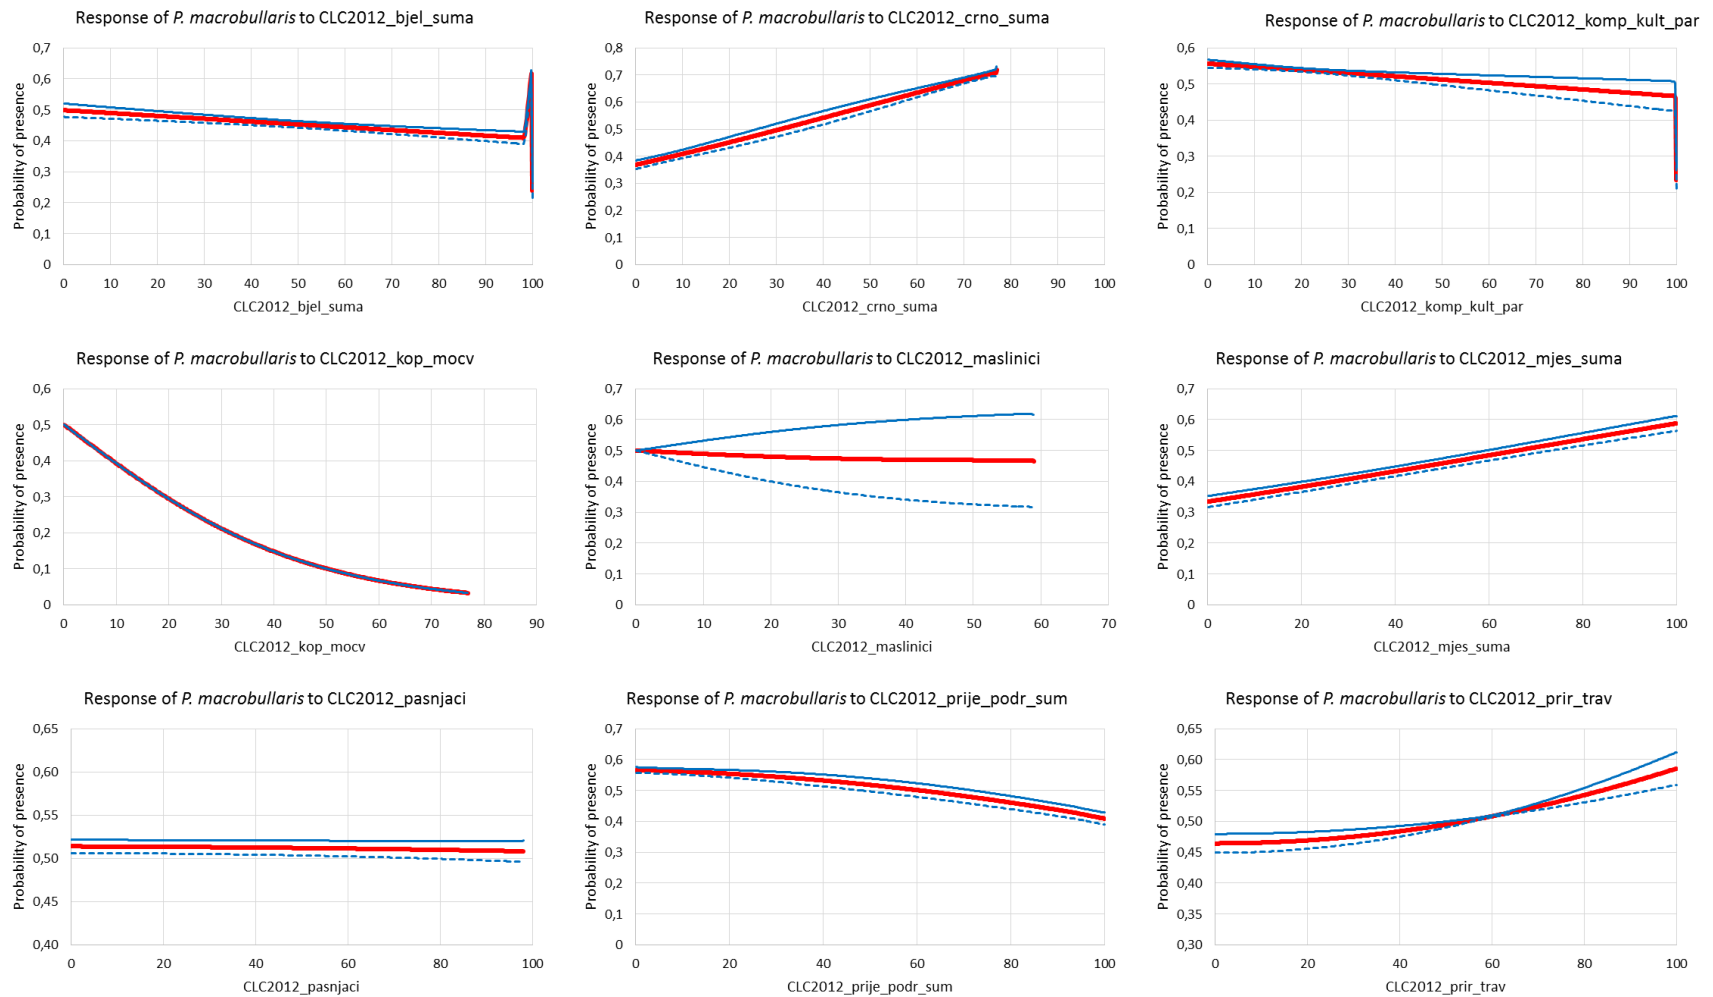 Response of P. macrobullaris to CLC2012_bjel_suma
Probability of presence
0,7
0,6
0,5
0,4
0,3
0,2
0,1
0
0 10 20 30 40 50 60 70 80 90 100
CLC2012_bjel_suma
Response of P. macrobullaris to CLC2012_crno_suma
Probability of presence
0,8
0,7
0,6
0,5
0,4
0,3
0,2
0,1
0
0 10 20 30 40 50 60 70 80 90 100
CLC2012_crno_suma
Response of P. macrobullaris to CLC2012_komp_kult_par
Probability of presence
0,6
0,5
0,4
0,3
0,2
0,1
0
0 10 20 30 40 50 60 70 80 90 100
CLC2012_komp_kult_par
Response of P. macrobullaris to CLC2012_kop_mocv
Probability of presence
0,6
0,5
0,4
0,3
0,2
0,1
0
0 10 20 30 40 50 60 70 80 90
CLC2012_kop_mocv
Response of P. macrobullaris to CLC2012_maslinici
Probability of presence
0,7
0,6
0,5
0,4
0,3
0,2
0,1
0
0 10 20 30 40 50 60 70
CLC2012_maslinici
Response of P. macrobullaris to CLC2012_mjes_suma
Probability of presence
0,7
0,6
0,5
0,4
0,3
0,2
0,1
0
0 20 40 60 80 100
CLC2012_mjes_suma
Response of P. macrobullaris to CLC2012_pasnjaci
Probability of presence
0,65
0,60
0,55
0,50
0,45
0,40
0 20 40 60 80 100
CLC2012_pasnjaci
Response of P. macrobullaris to CLC2012_prije_podr_sum
Probability of presence
0,7
0,6
0,5
0,4
0,3
0,2
0,1
0
0 20 40 60 80 100
CLC2012_prije_podr_sum
Response of P. macrobullaris to CLC2012_prir_trav
Probability of presence
0,65
0,60
0,55
0,50
0,45
0,40
0,35
0,30
0 20 40 60 80 100
CLC2012_prir_trav